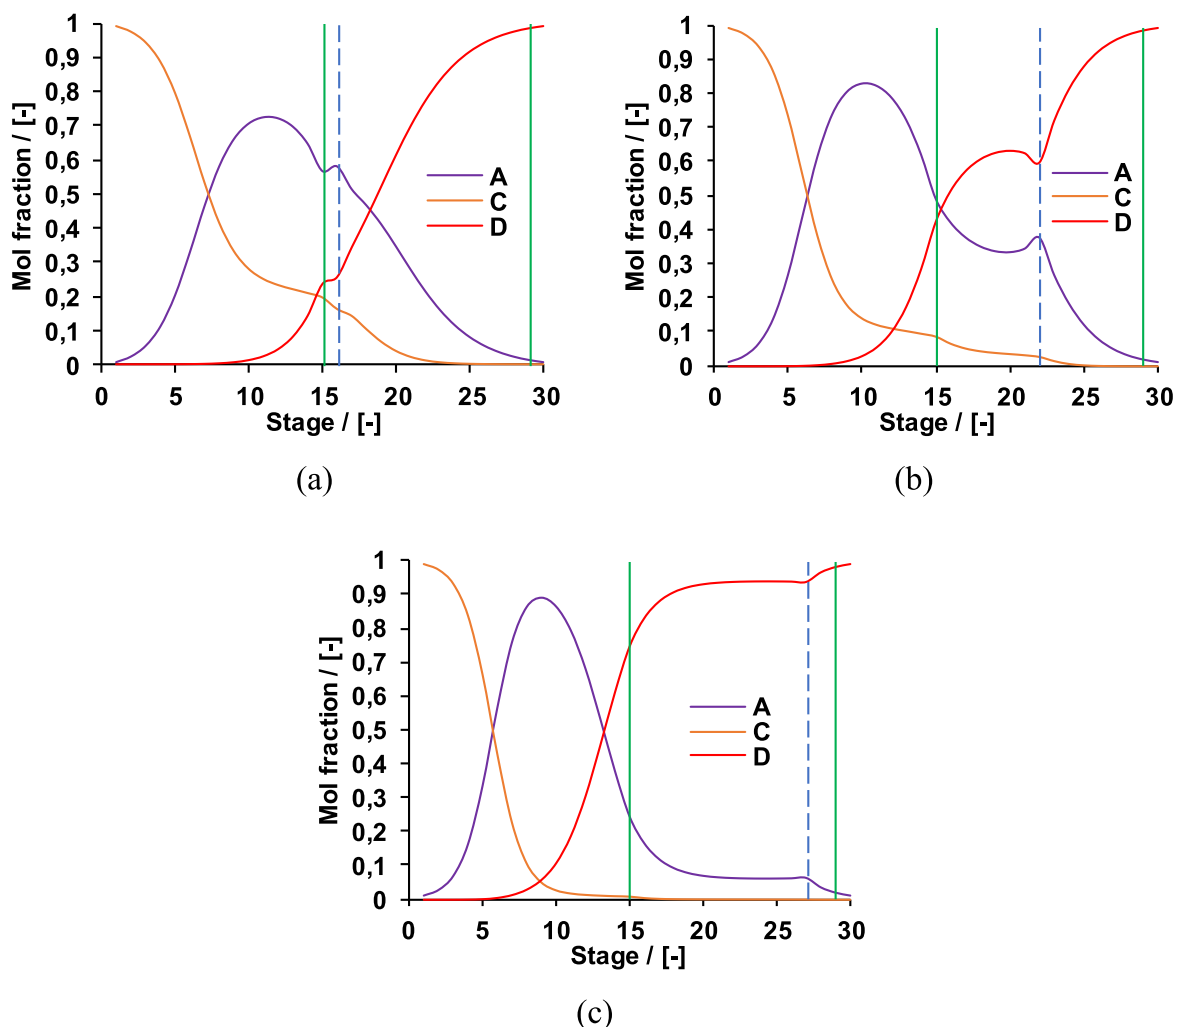 1
0,9
0,8
0,7
0,6
0,5
0,4
0,3
0,2
0,1
0
Mol fraction / [-]
0 5 10 15 20 25 30
Stage / [-]
A
C
D
(a)
1
0,9
0,8
0,7
0,6
0,5
0,4
0,3
0,2
0,1
0
Mol fraction / [-]
0 5 10 15 20 25 30
Stage / [-]
A
C
D
(b)
1
0,9
0,8
0,7
0,6
0,5
0,4
0,3
0,2
0,1
0
Mol fraction / [-]
0 5 10 15 20 25 30
Stage / [-]
A
C
D
(c)